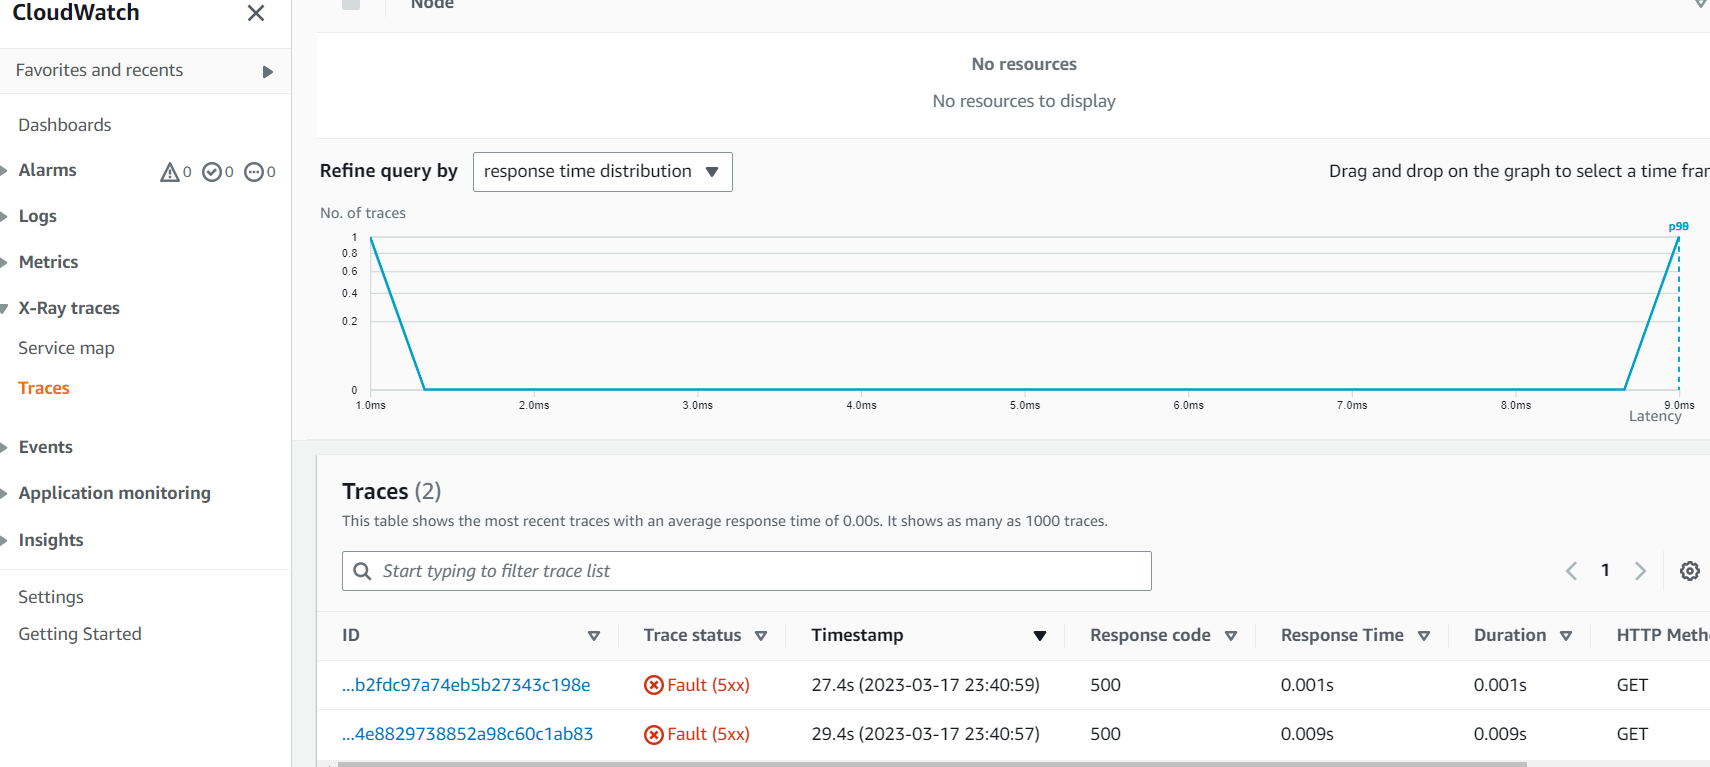 CloudWatch
Favorites and recents
Dashboards
Alarms 0 0 0
Logs
Metrics
X-Ray traces
Service map
Traces
Events
Application monitoring
Insights
Settings
Getting Started
Node
No resources
No resources to display
Refine query by response time distribution Drag and drop on the graph to select a time fra
No. of traces
p99
1
0.8
0.6
0.4
0.2
0
1.0ms 2.0ms 3.0ms 4.0ms 5.0ms 6.0ms 7.0ms 8.0ms 9.0ms
Latency
Traces (2)
This table shows the most recent traces with an average response time of 0.00s. It shows as many as 1000 traces.
Start typing to filter trace list 1
ID Trace status Timestamp Response code Response Time Duration HTTP Meth
...b2fdc97a74eb5b27343c198e Fault (5xx) 27.4s (2023-03-17 23:40:59) 500 0.001s 0.001s GET
...4e8829738852a98c60c1ab83 Fault (5xx) 29.4s (2023-03-17 23:40:57) 500 0.009s 0.009s GET